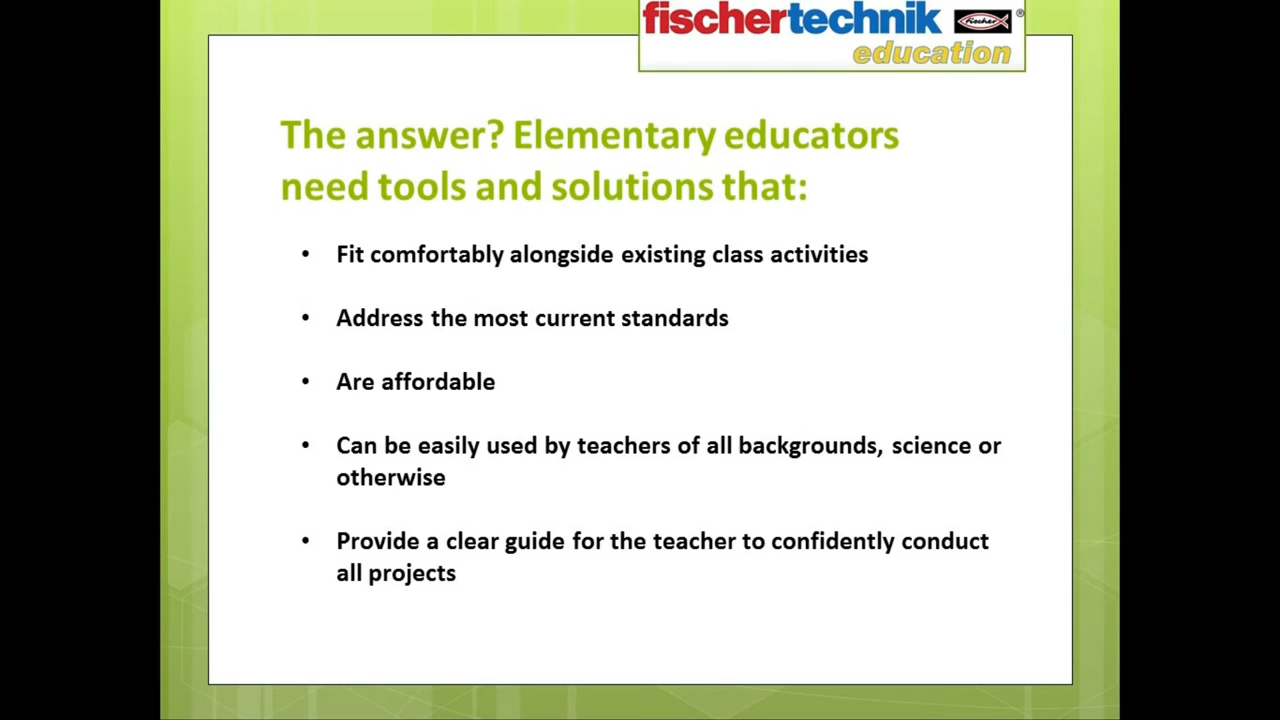 fischertechnik fischer ®
education
The answer? Elementary educators
need tools and solutions that:
• Fit comfortably alongside existing class activities
• Address the most current standards
• Are affordable
• Can be easily used by teachers of all backgrounds, science or
otherwise
• Provide a clear guide for the teacher to confidently conduct
all projects